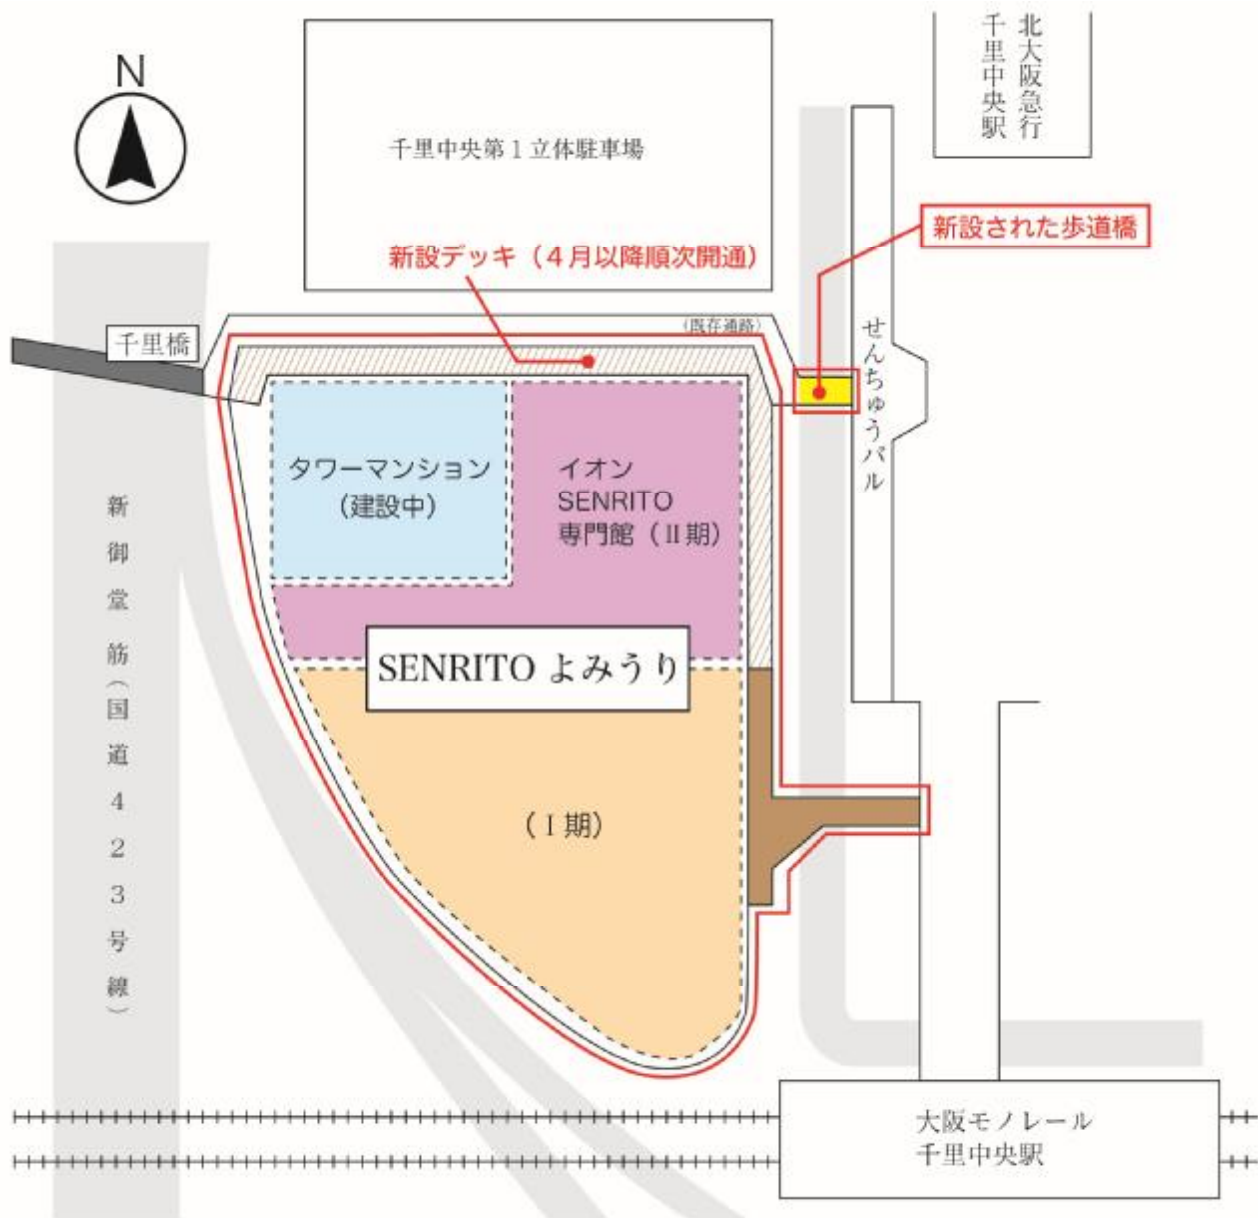 N
千里中央第1立体駐車場
北大阪急行
千里中央駅
新設された歩道橋
新設デッキ（4月以降順次開通）
（既存通路）
千里橋
せんちゅうパル
タワーマンション
（建設中）
イオン
SENRITO
専門館（Ⅱ期）
SENRITO よみうり
（Ⅰ期）
新御堂筋（国道423号線）
大阪モノレール
千里中央駅